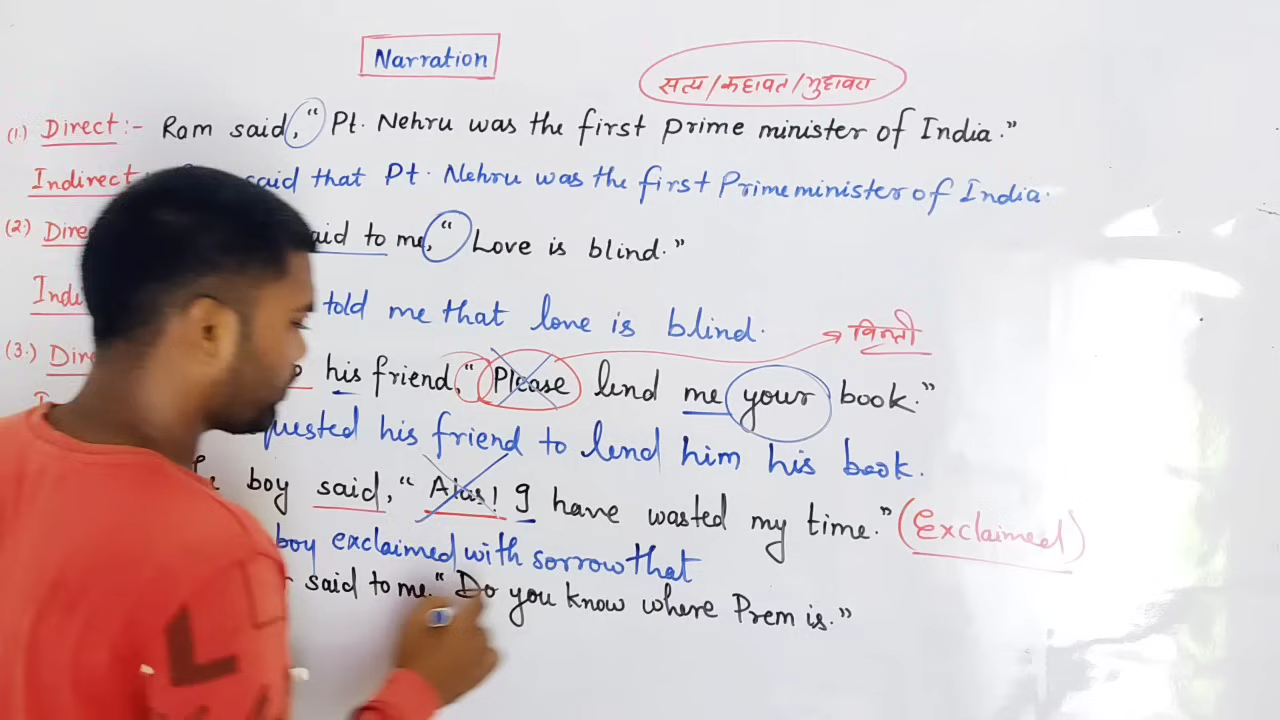 Narration
सत्य/कहावत/मुहावरा
(1.) Direct:- Ram said, "Pt. Nehru was the first prime minister of India."
Indirect said that Pt. Nehru was the first Prime minister of India.
(2.) said to me, "Love is blind."
told me that love is blind.
विनती
(3.) his friend, "Please lend me your book."
his friend to lend him his book.
boy said, "Alas! I have wasted my time." (Exclaimed)
boy exclaimed with sorrow that
said to me. "Do you know where Prem is."